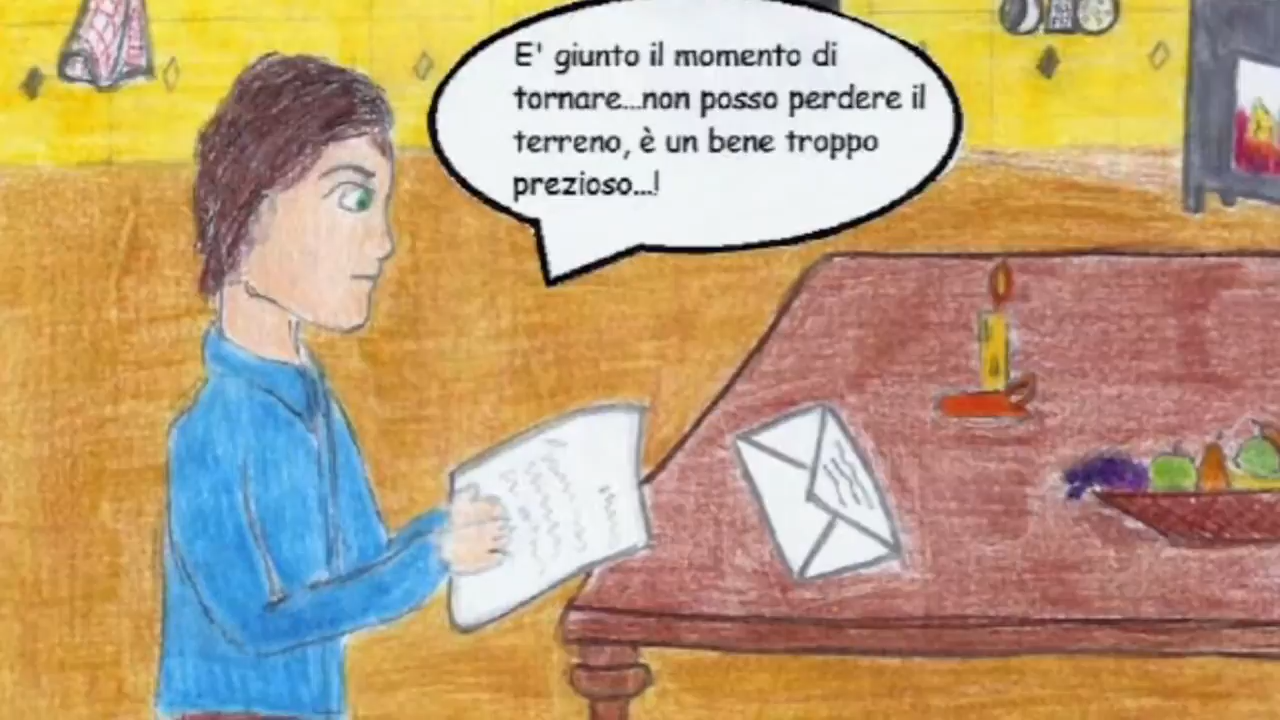 E' giunto il momento di
tornare...non posso perdere il
terreno, è un bene troppo
prezioso...!